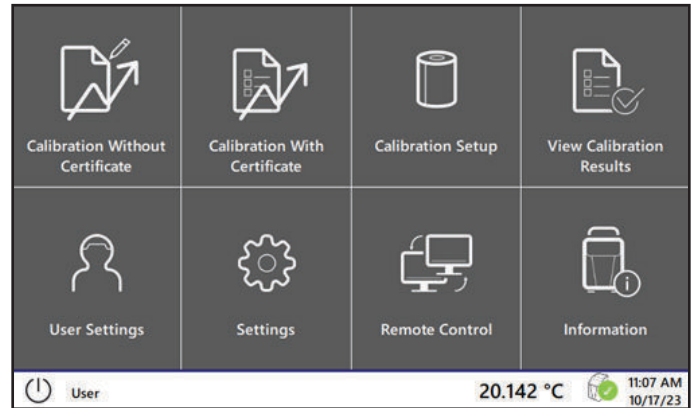 Calibration Without
Certificate
Calibration With
Certificate
Calibration Setup
View Calibration
Results
User Settings
Settings
Remote Control
Information
User
20.142 °C
11:07 AM
10/17/23